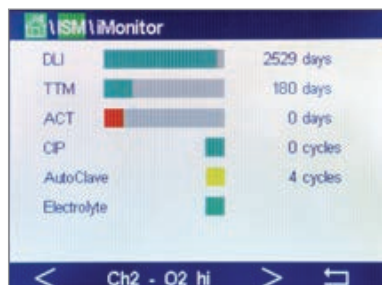 \ISM \iMonitor
DLI 2529 days
TTM 180 days
ACT 0 days
CIP 0 cycles
AutoClave 4 cycles
Electrolyte
< Ch2 - O2 hi >